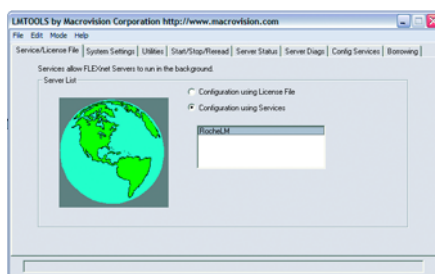 LMTOOLS by Macrovision Corporation http://www.macrovision.com
File Edit Mode Help
Service/License File System Settings Utilities Start/Stop/Reread Server Status Server Diags Config Services Borrowing
Services allow FLEXnet Servers to run in the background.
Server List
Configuration using License File
Configuration using Services
RocheLM